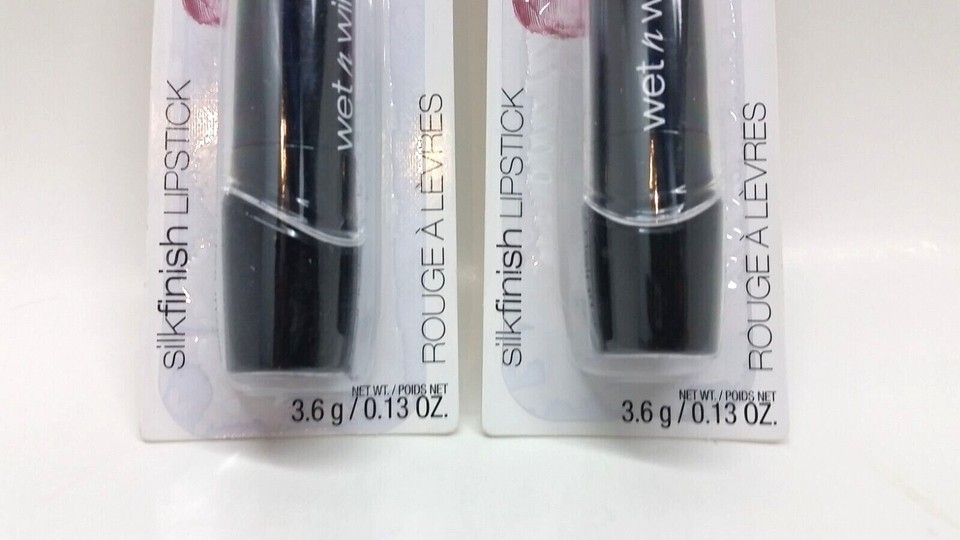 silkfinish LIPSTICK
wet n wi
ROUGE À LÈVRES
NET WT. / POIDS NET
3.6 g / 0.13 OZ.
silkfinish LIPSTICK
wet n w
ROUGE À LÈVRES
NET WT. / POIDS NET
3.6 g / 0.13 OZ.